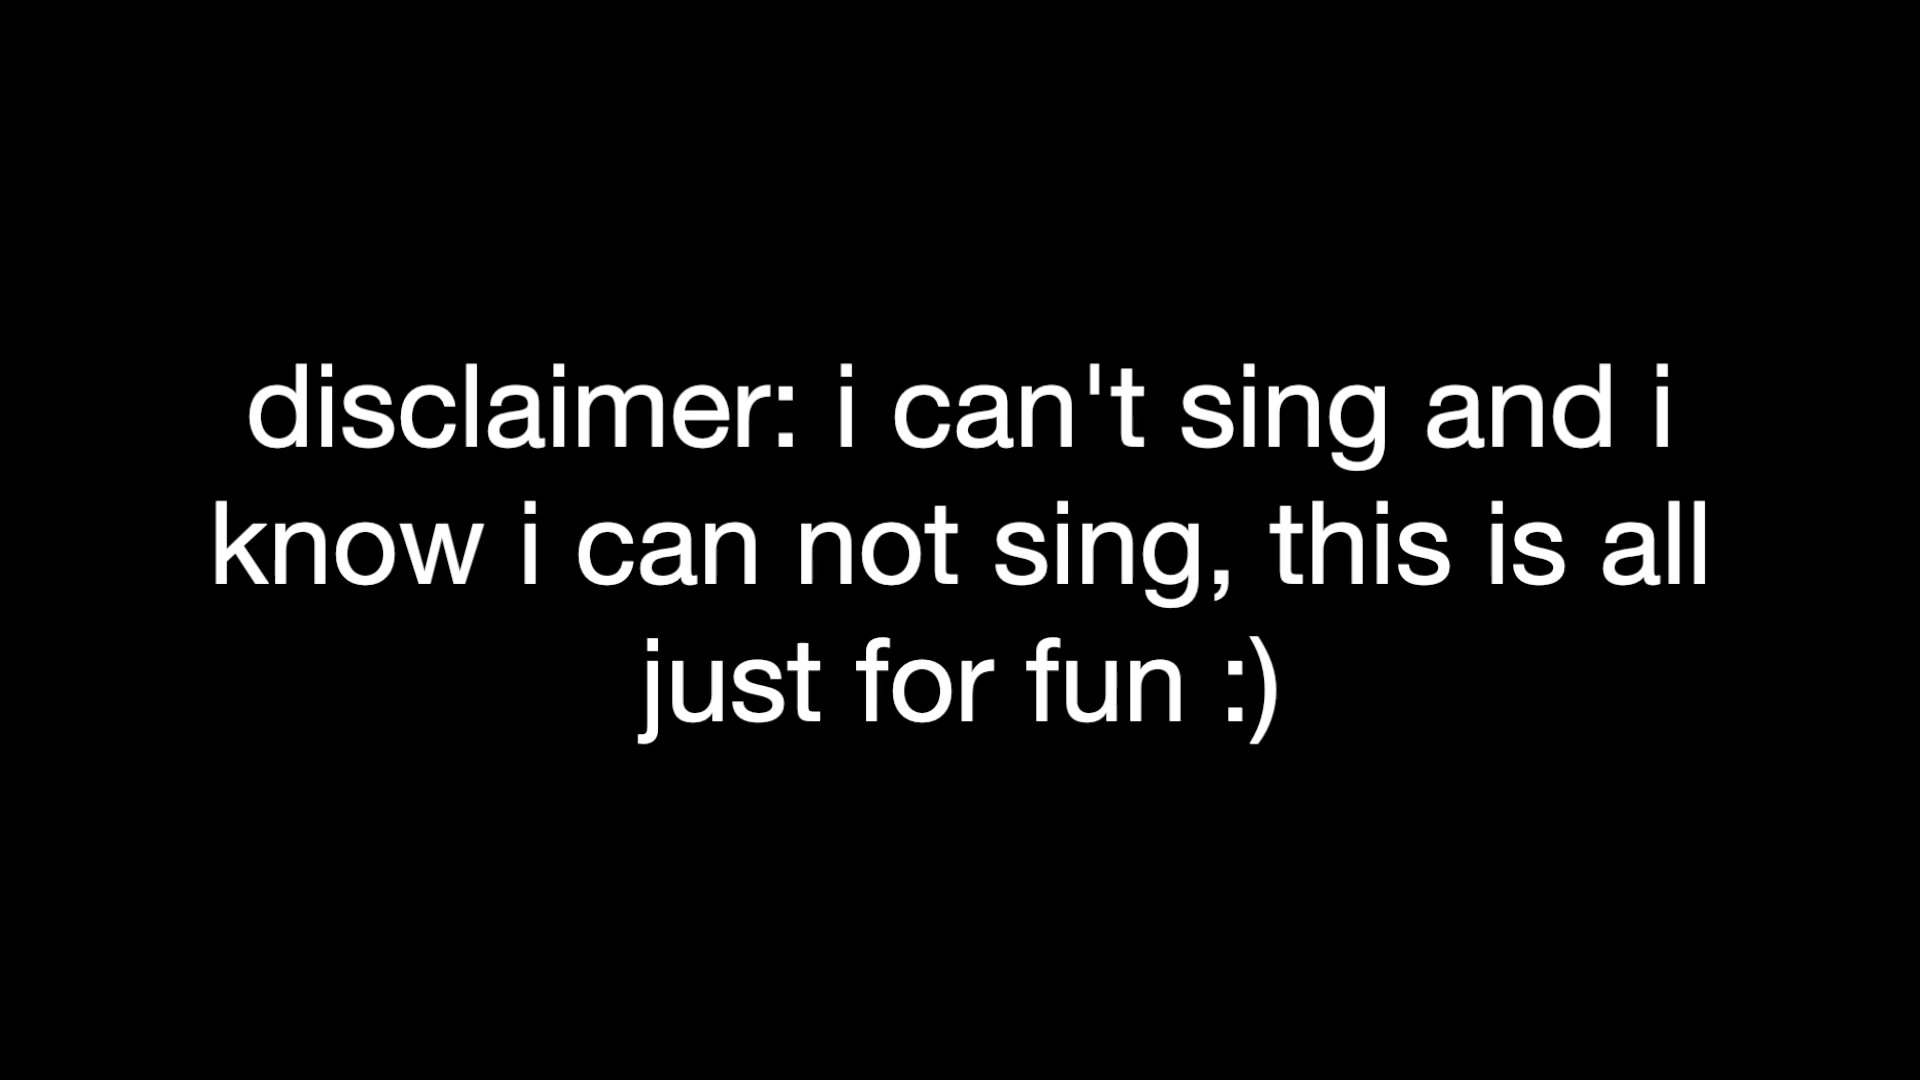 disclaimer: i can't sing and i
know i can not sing, this is all
just for fun :)